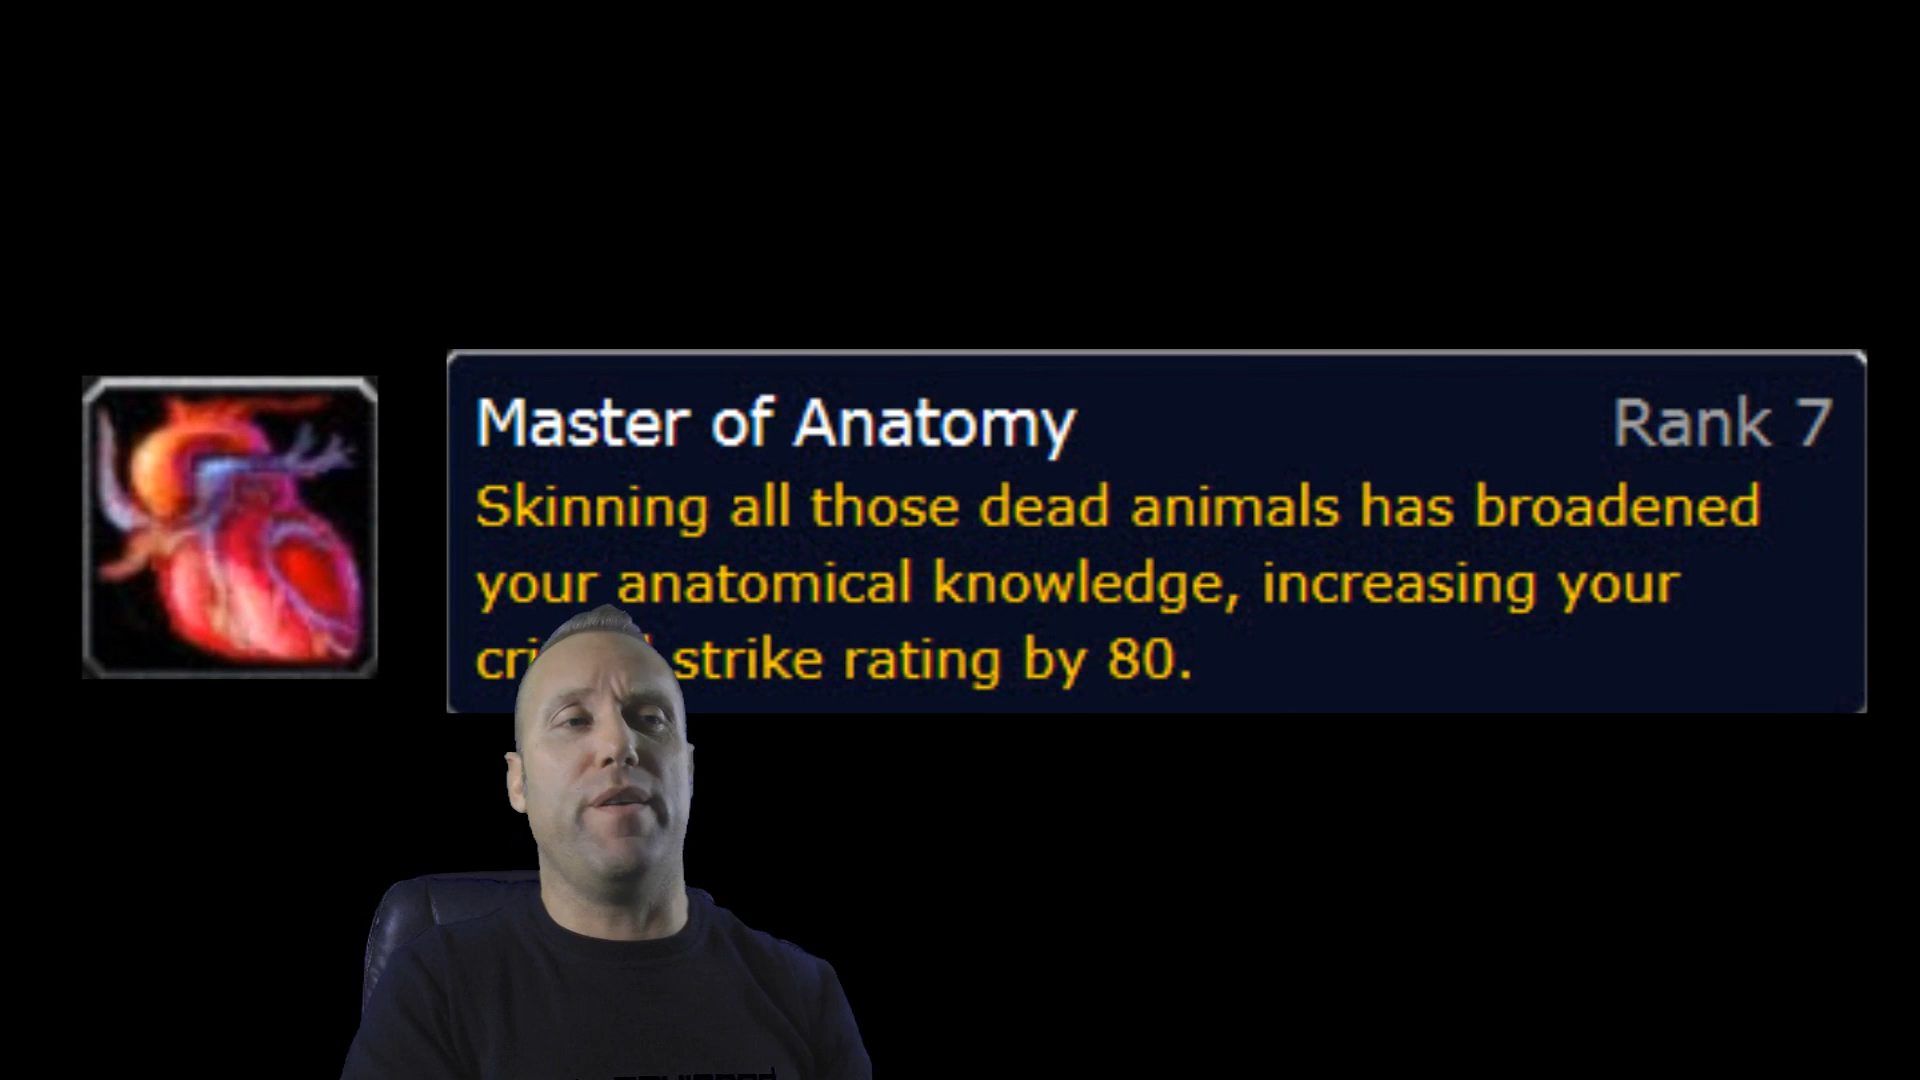 Master of Anatomy Rank 7
Skinning all those dead animals has broadened
your anatomical knowledge, increasing your
strike rating by 80.